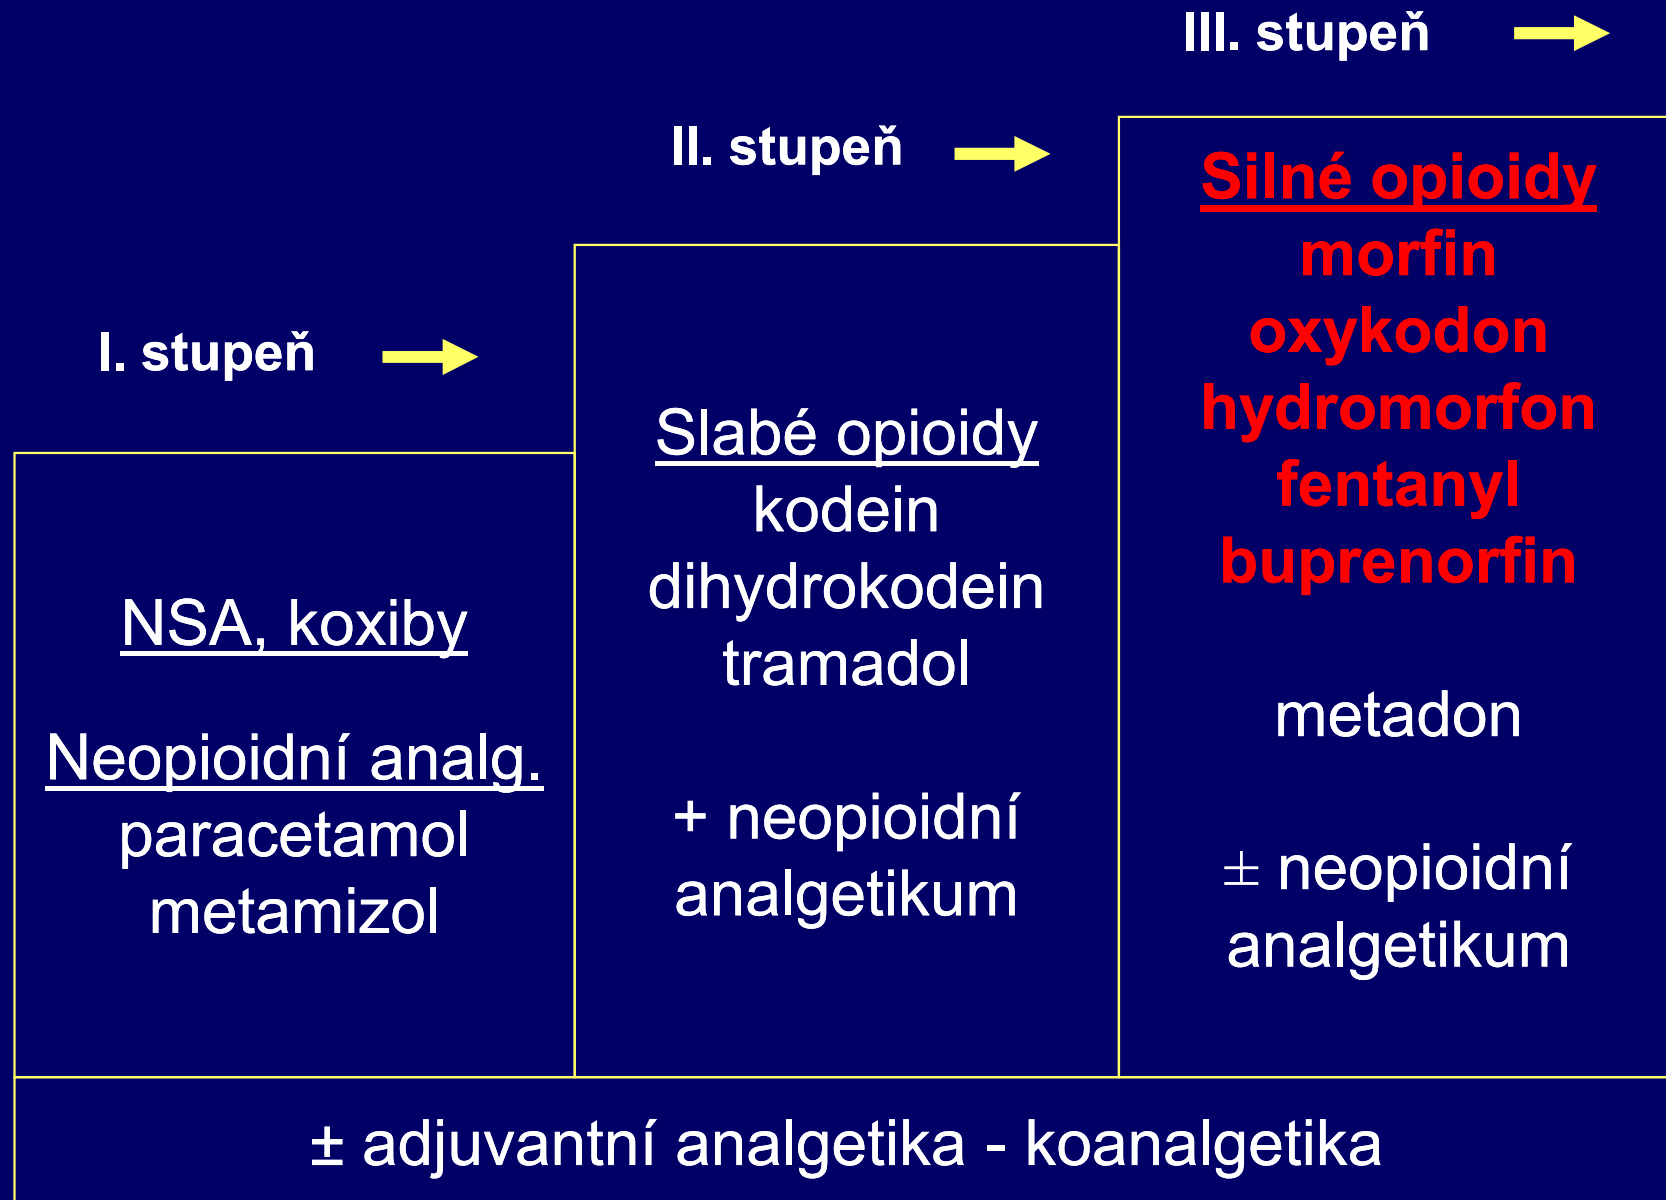 I. stupeň
NSA, koxiby
Neopioidní analg.
paracetamol
metamizol
II. stupeň
Slabé opioidy
kodein
dihydrokodein
tramadol
+ neopioidní
analgetikum
III. stupeň
Silné opioidy
morfin
oxykodon
hydromorfon
fentanyl
buprenorfin
metadon
± neopioidní
analgetikum
± adjuvantní analgetika - koanalgetika